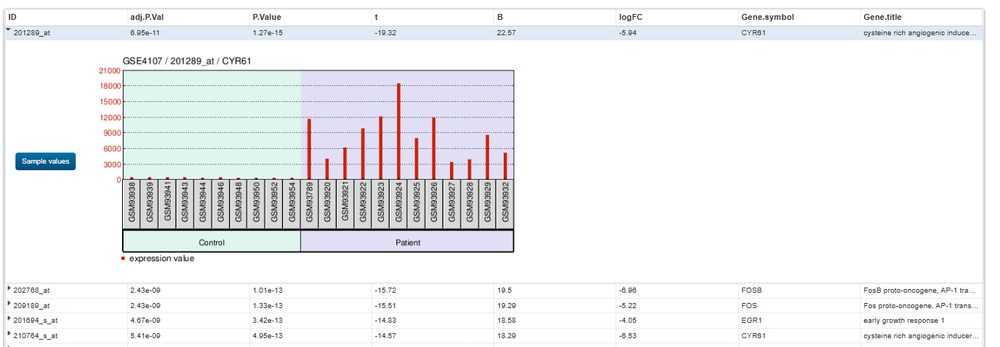 ID adj.P.Val P.Value t B logFC Gene.symbol Gene.title
201289_at 6.95e-11 1.27e-15 -19.32 22.57 -5.94 CYR61 cysteine rich angiogenic induce...
GSE4107 / 201289_at / CYR61
21000
18000
15000
12000
9000
6000
3000
0
Sample values
GSM93938 GSM93939 GSM93941 GSM93943 GSM93944 GSM93946 GSM93948 GSM93950 GSM93952 GSM93954 GSM93789 GSM93920 GSM93921 GSM93922 GSM93923 GSM93924 GSM93925 GSM93926 GSM93927 GSM93928 GSM93929 GSM93932
Control Patient
expression value
202768_at 2.43e-09 1.01e-13 -15.72 19.5 -6.96 FOSB FosB proto-oncogene, AP-1 tra...
209189_at 2.43e-09 1.33e-13 -15.51 19.29 -5.22 FOS Fos proto-oncogene, AP-1 trans...
201694_s_at 4.67e-09 3.42e-13 -14.83 18.58 -4.05 EGR1 early growth response 1
210764_s_at 5.41e-09 4.95e-13 -14.57 18.29 -6.53 CYR61 cysteine rich angiogenic inducer...